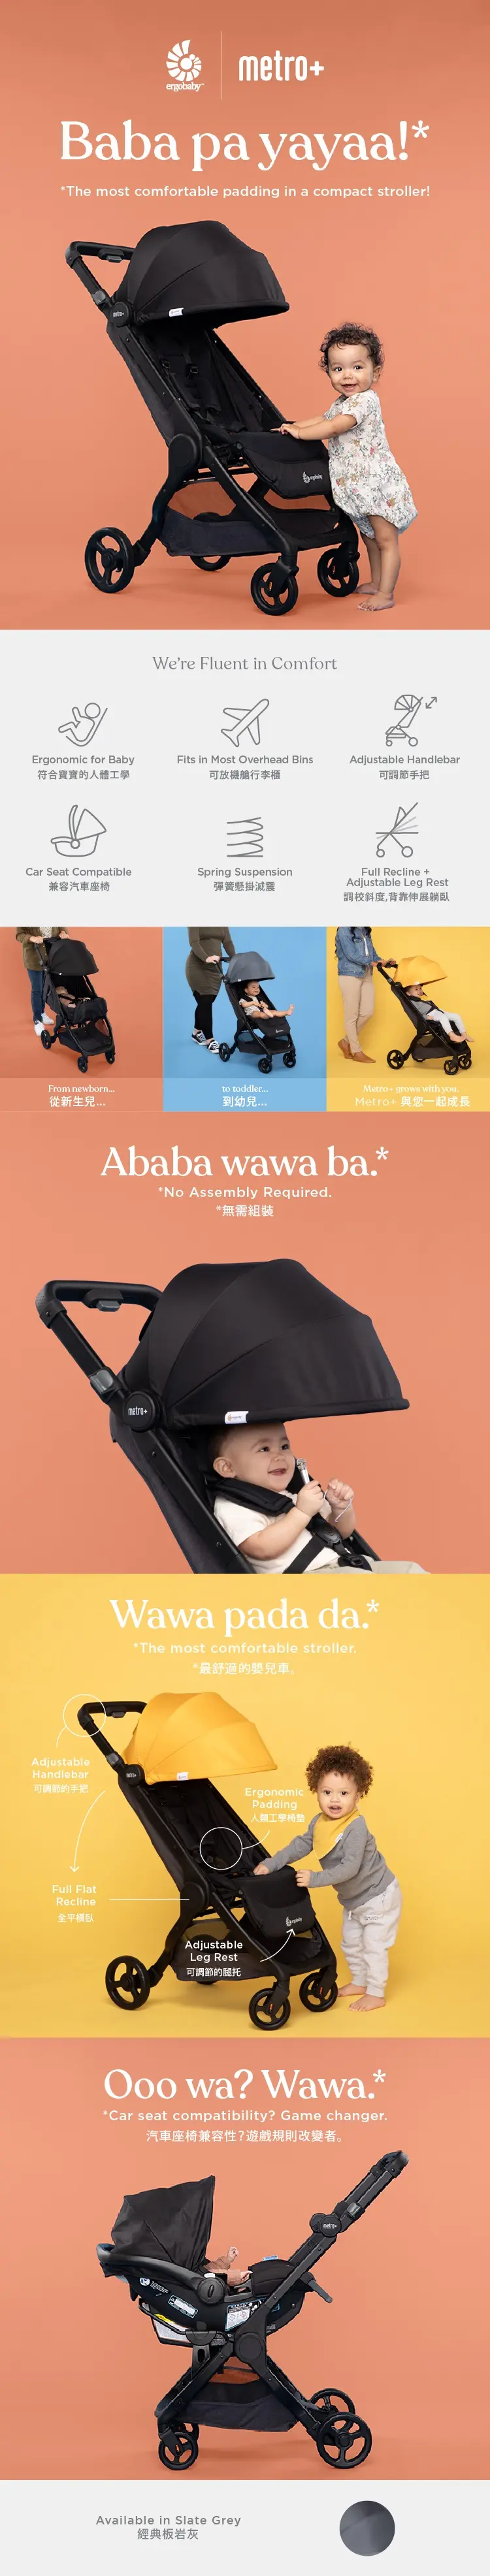 ergobaby
metro+
Baba pa yayaa!*
*The most comfortable padding in a compact stroller!
metro+
ergobaby
We're Fluent in Comfort
Ergonomic for Baby
符合寶寶的人體工學
Fits in Most Overhead Bins
可放機艙行李櫃
Adjustable Handlebar
可調節手把
Car Seat Compatible
兼容汽車座椅
Spring Suspension
彈簧懸掛減震
Full Recline +
Adjustable Leg Rest
調校斜度,背靠伸展躺臥
From newborn...
從新生兒...
to toddler...
到幼兒...
Metro+ grows with you.
Metro+ 與您一起成長
Ababa wawa ba.*
*No Assembly Required.
*無需組裝
metro+
Wawa pada da.*
*The most comfortable stroller.
*最舒適的嬰兒車。
Adjustable
Handlebar
可調節的手把
metro+
Ergonomic
Padding
人類工學椅墊
Full Flat
Recline
全平橫臥
ergobaby
Adjustable
Leg Rest
可調節的腿托
Ooo wa? Wawa.*
*Car seat compatibility? Game changer.
汽車座椅兼容性?遊戲規則改變者。
metro+
Available in Slate Grey
經典板岩灰